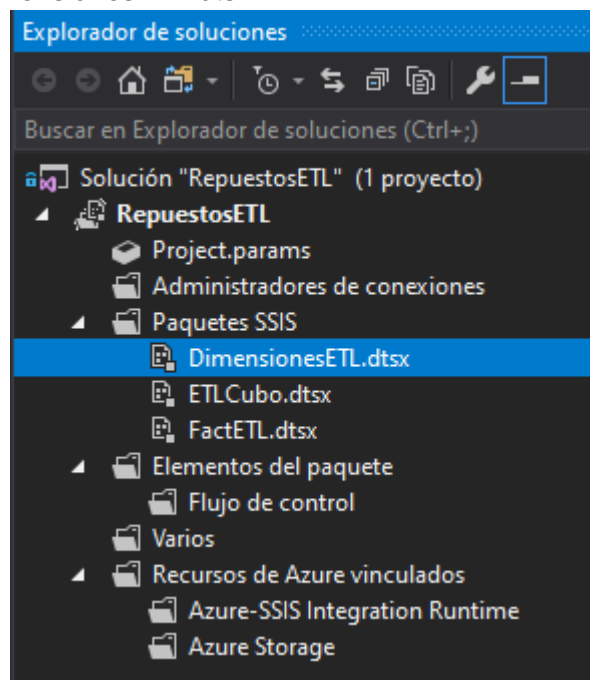 Explorador de soluciones
Buscar en Explorador de soluciones (Ctrl+;)
Solución "RepuestosETL" (1 proyecto)
RepuestosETL
Project.params
Administradores de conexiones
Paquetes SSIS
DimensionesETL.dtsx
ETLCubo.dtsx
FactETL.dtsx
Elementos del paquete
Flujo de control
Varios
Recursos de Azure vinculados
Azure-SSIS Integration Runtime
Azure Storage